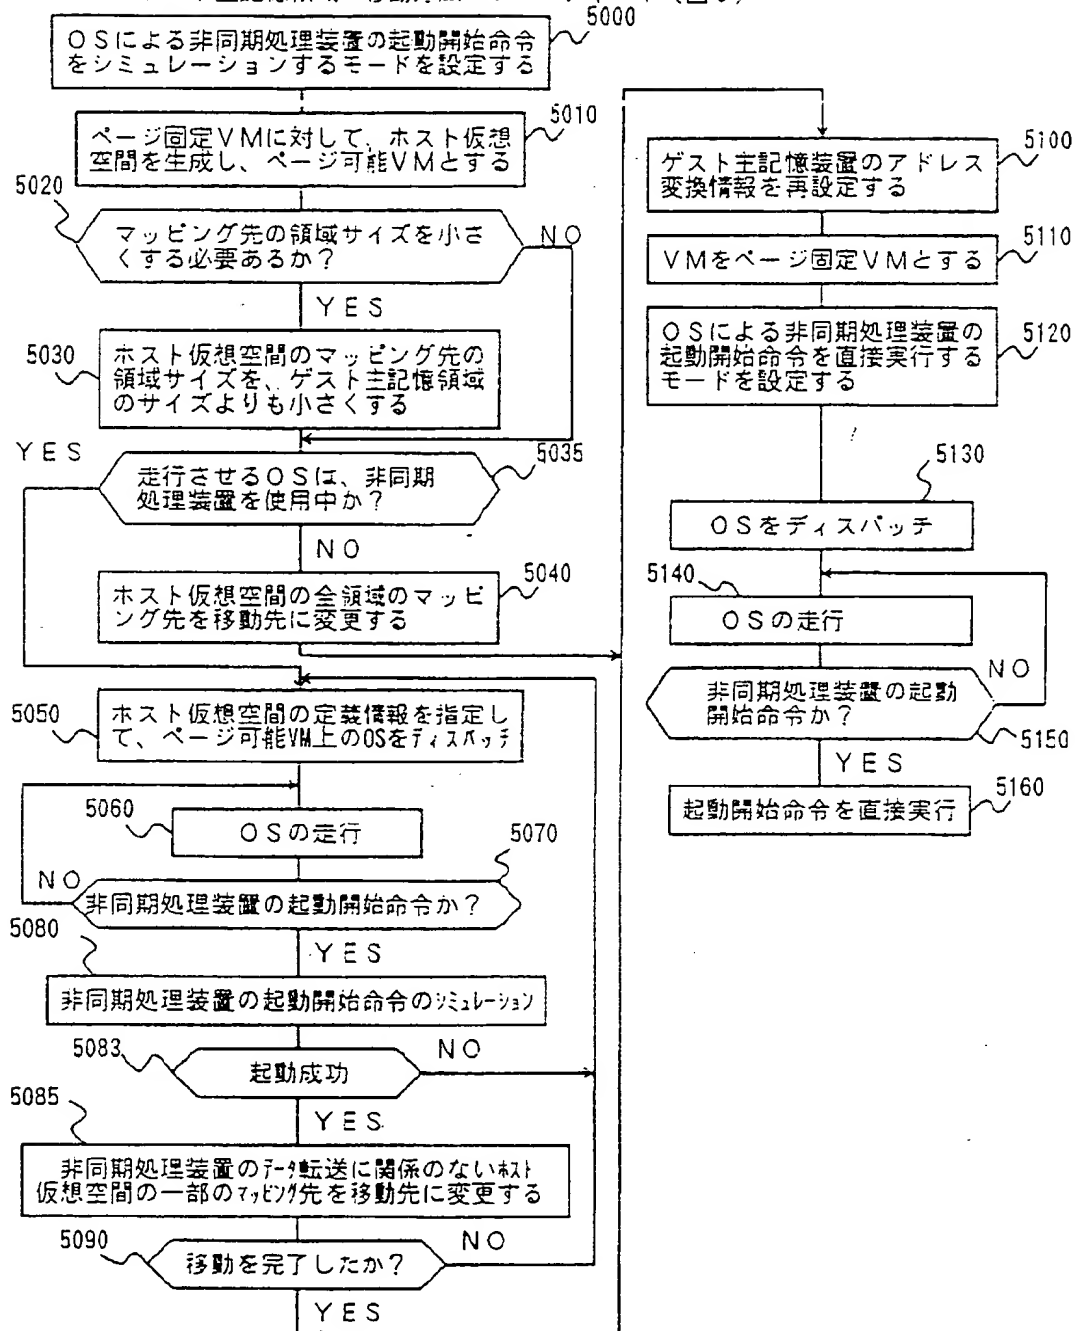 5000
OSによる非同期処理装置の起動開始命令
をシミュレーションするモードを設定する
5010
ページ固定VMに対して、ホスト仮想
空間を生成し、ページ可能VMとする
5020
マッピング先の領域サイズを小さ
くする必要あるか?
NO
YES
5030
ホスト仮想空間のマッピング先の
領域サイズを、ゲスト主記憶領域
のサイズよりも小さくする
YES
5035
走行させるOSは、非同期
処理装置を使用中か?
NO
5040
ホスト仮想空間の全領域のマッピ
ング先を移動先に変更する
5050
ホスト仮想空間の定義情報を指定し
て、ページ可能VM上のOSをディスパッチ
5060
OSの走行
5070
NO
非同期処理装置の起動開始命令か?
5080
YES
非同期処理装置の起動開始命令のシミュレーション
5083
起動成功
NO
5085
YES
非同期処理装置のデータ転送に関係のないホスト
仮想空間の一部のマッピング先を移動先に変更する
5090
移動を完了したか?
NO
YES
5100
ゲスト主記憶装置のアドレス
変換情報を再設定する
5110
VMをページ固定VMとする
5120
OSによる非同期処理装置の
起動開始命令を直接実行する
モードを設定する
5130
OSをディスパッチ
5140
OSの走行
NO
非同期処理装置の起動
開始命令か?
5150
YES
5160
起動開始命令を直接実行